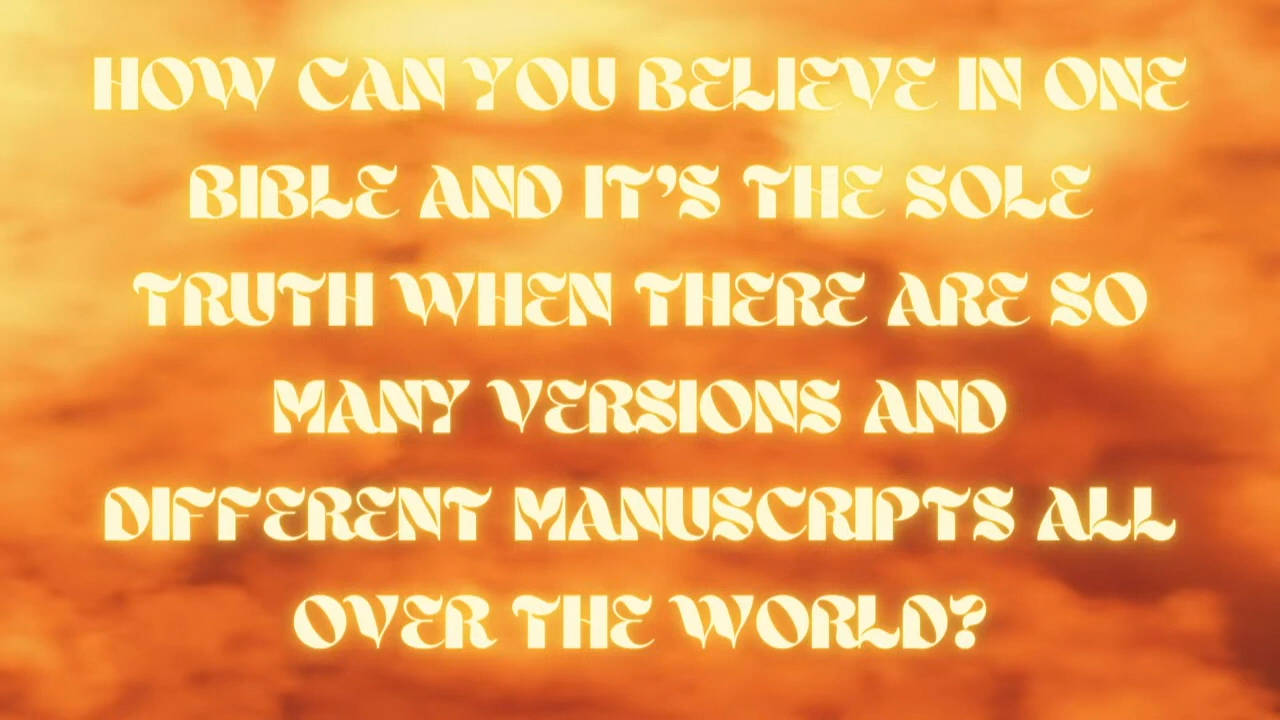 HOW CAN YOU BELIEVE IN ONE
BIBLE AND IT'S THE SOLE
TRUTH WHEN THERE ARE SO
MANY VERSIONS AND
DIFFERENT MANUSCRIPTS ALL
OVER THE WORLD?